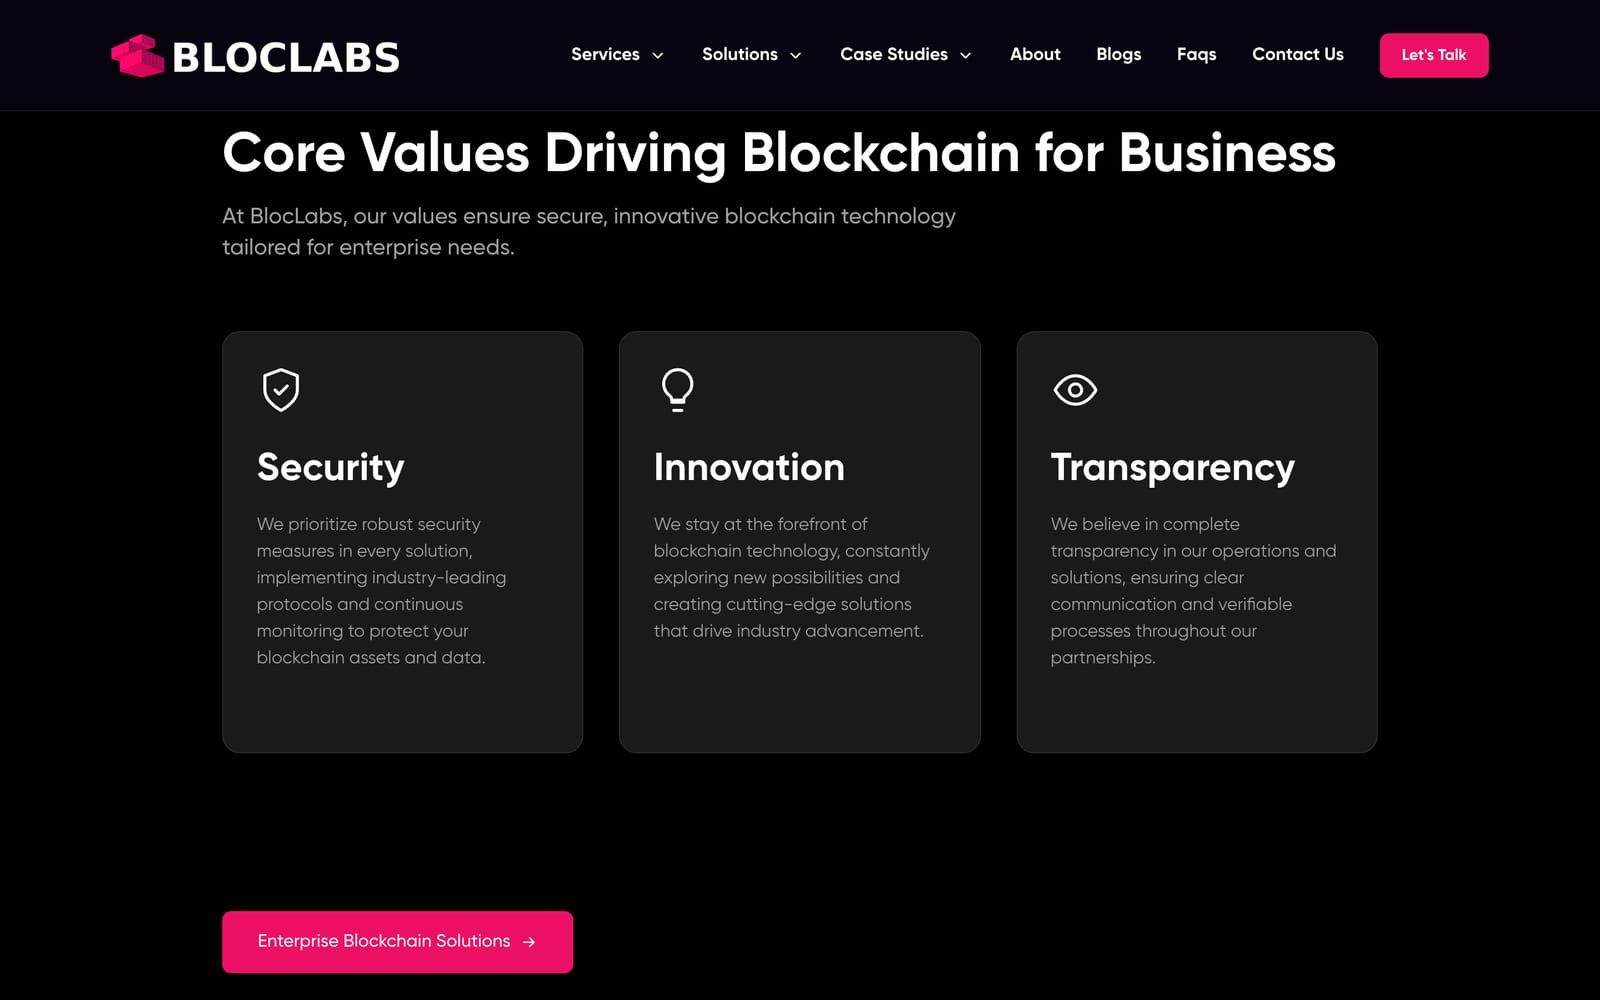 BLOCLABS
Services
Solutions
Case Studies
About
Blogs
Faqs
Contact Us
Let's Talk
Core Values Driving Blockchain for Business
At BlocLabs, our values ensure secure, innovative blockchain technology
tailored for enterprise needs.
Security
We prioritize robust security
measures in every solution,
implementing industry-leading
protocols and continuous
monitoring to protect your
blockchain assets and data.
Innovation
We stay at the forefront of
blockchain technology, constantly
exploring new possibilities and
creating cutting-edge solutions
that drive industry advancement.
Transparency
We believe in complete
transparency in our operations and
solutions, ensuring clear
communication and verifiable
processes throughout our
partnerships.
Enterprise Blockchain Solutions →